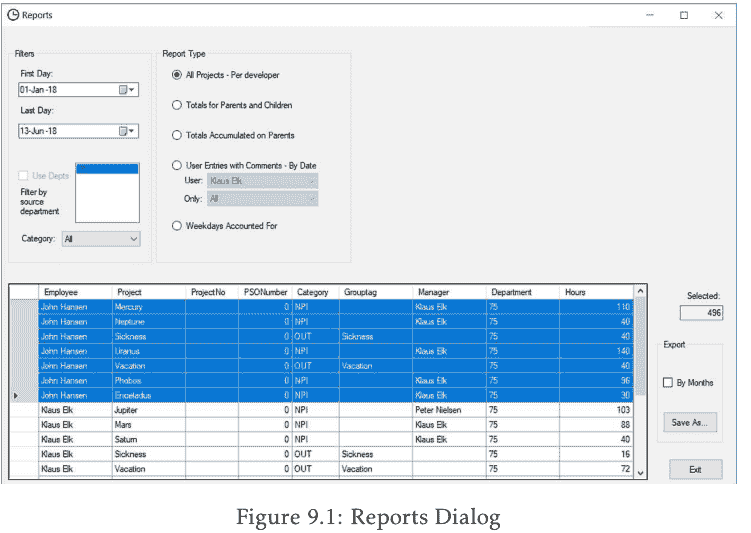 Reports
Filters
First Day:
01-Jan -18
Last Day:
13-Jun -18
Use Depts
Filter by
source
department
Category: All
Report Type
All Projects - Per developer
Totals for Parents and Children
Totals Accumulated on Parents
User Entries with Comments - By Date
User: Klaus Elk
Only: All
Weekdays Accounted For
Employee Project ProjectNo PSONumber Category Grouptag Manager Department Hours
John Hansen Mercury 0 NPI Klaus Elk 75 110
John Hansen Neptune 0 NPI Klaus Elk 75 40
John Hansen Sickness 0 OUT Sickness 75 40
John Hansen Uranus 0 NPI Klaus Elk 75 140
John Hansen Vacation 0 OUT Vacation 75 40
John Hansen Phobos 0 NPI Klaus Elk 75 96
John Hansen Enceladus 0 NPI Klaus Elk 75 30
Klaus Elk Jupiter 0 NPI Peter Nielsen 75 103
Klaus Elk Mars 0 NPI Klaus Elk 75 88
Klaus Elk Saturn 0 NPI Klaus Elk 75 40
Klaus Elk Sickness 0 OUT Sickness 75 16
Klaus Elk Vacation 0 OUT Vacation 75 72
Selected:
496
Export
By Months
Save As...
Exit
Figure 9.1: Reports Dialog